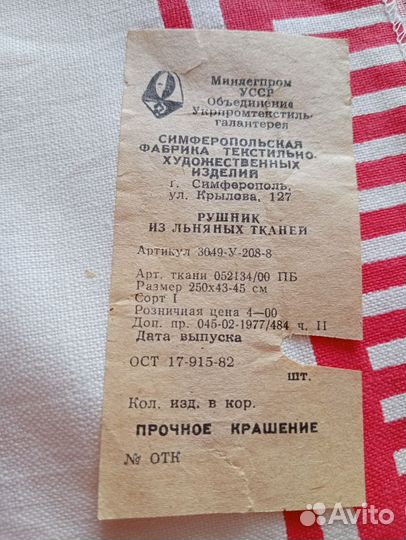 Минлегпром
УССР
Объединение
Укрпромтекстиль-
галантерея
СИМФЕРОПОЛЬСКАЯ
ФАБРИКА ТЕКСТИЛЬНО-
ХУДОЖЕСТВЕННЫХ
ИЗДЕЛИЙ
г. Симферополь,
ул. Крылова, 127
РУШНИК
ИЗ ЛЬНЯНЫХ ТКАНЕЙ
Артикул 3049-У-208-8
Арт. ткани 052134/00 ПБ
Размер 250х43-45 см
Сорт I
Розничная цена 4—00
Доп. пр. 045-02-1977/484 ч. II
Дата выпуска
ОСТ 17-915-82
шт.
Кол. изд. в кор.
ПРОЧНОЕ КРАШЕНИЕ
№ ОТК
Avito